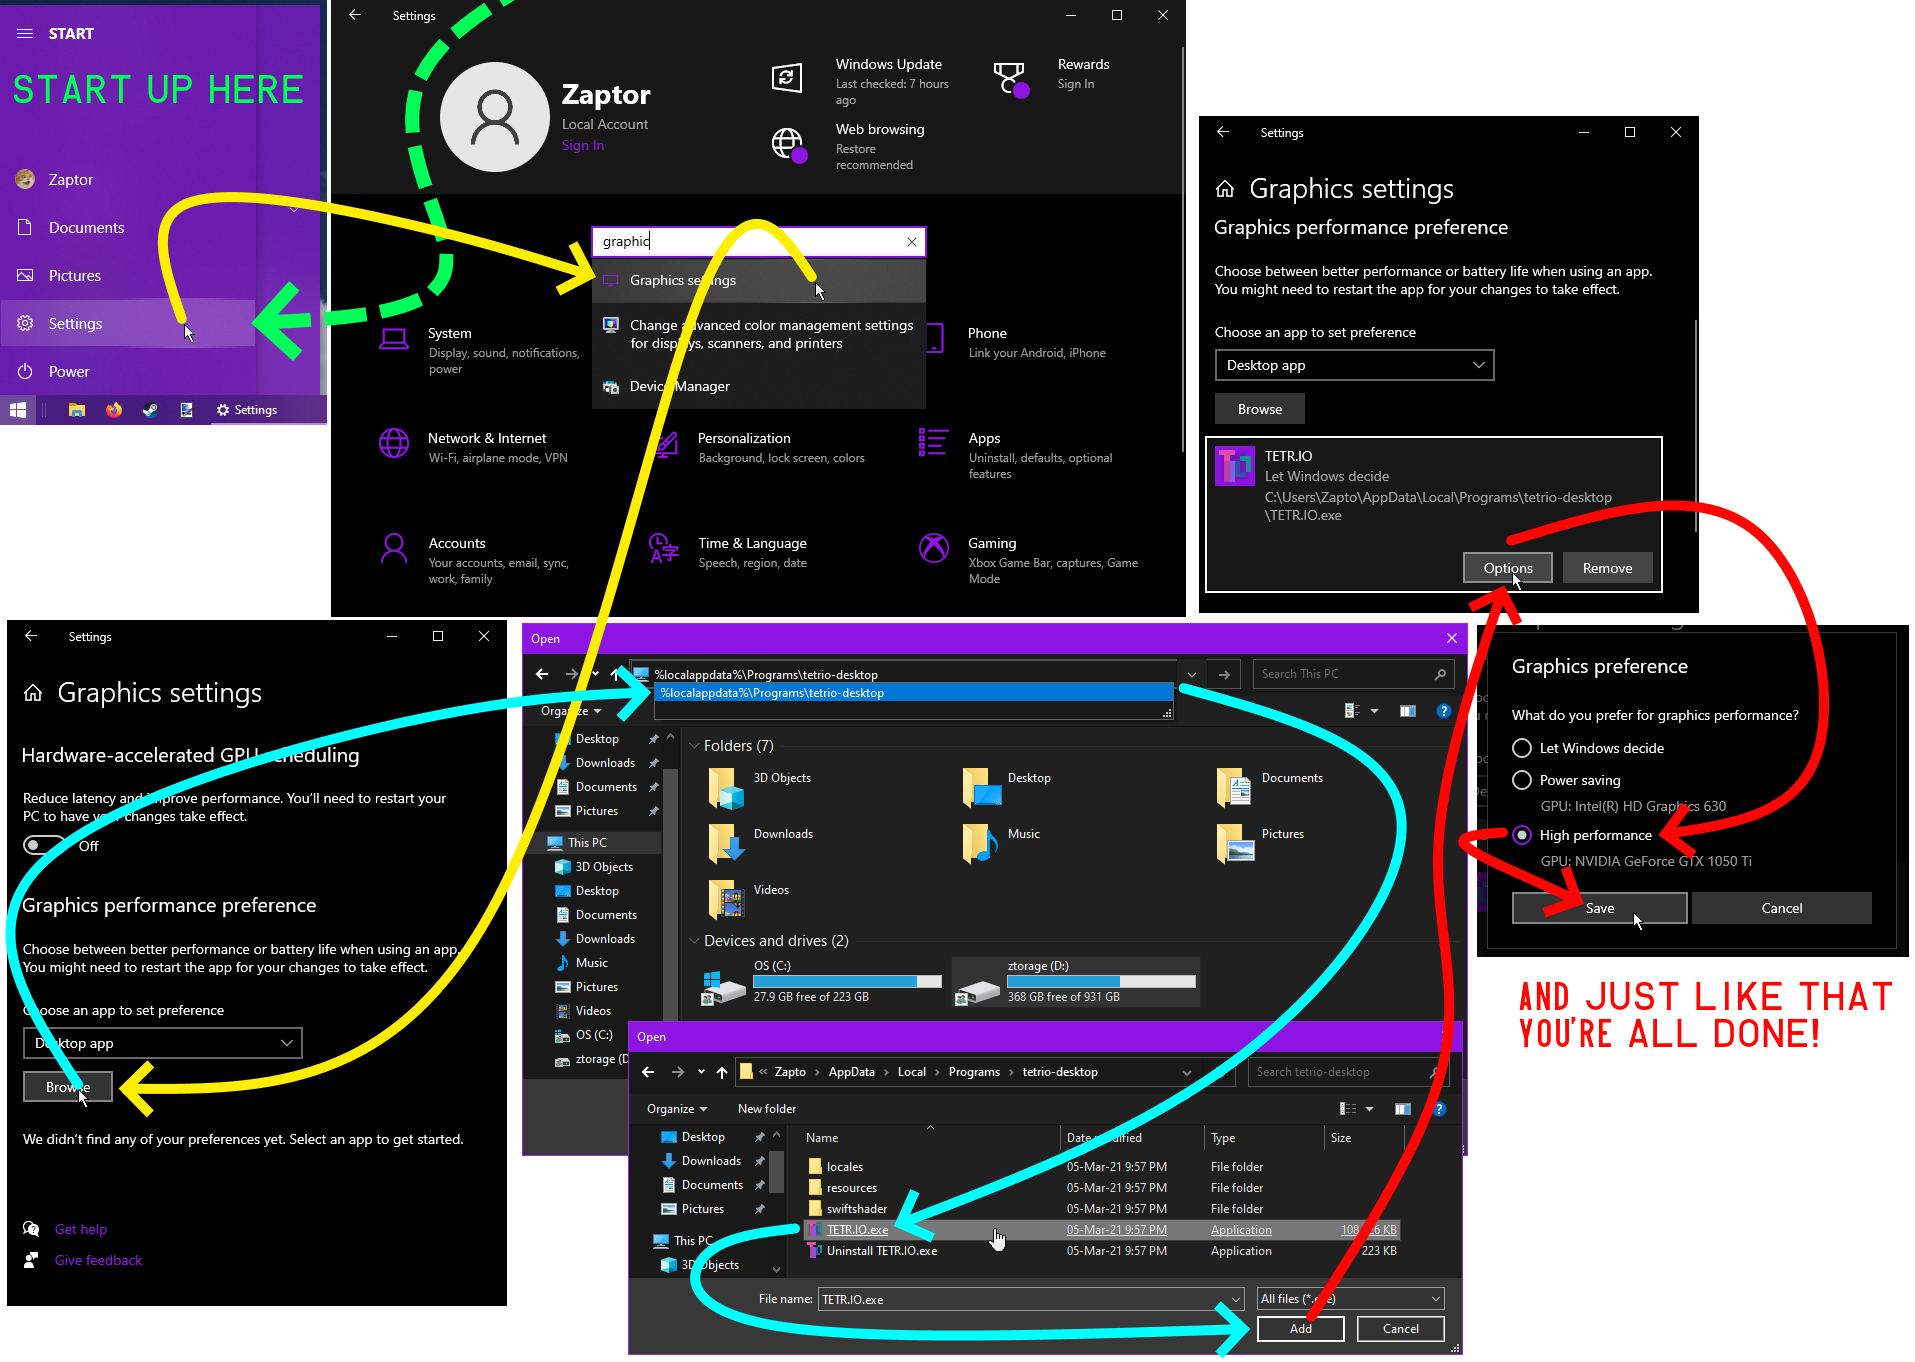 START
START UP HERE
Zaptor
Documents
Pictures
Settings
Power
Settings
Settings
Zaptor
Local Account
Sign In
Windows Update
Last checked: 7 hours
ago
Rewards
Sign In
Web browsing
Restore
recommended
graphic
Graphics settings
Change advanced color management settings
for displays, scanners, and printers
Device Manager
System
Display, sound, notifications,
power
Phone
Link your Android, iPhone
Network & Internet
Wi-Fi, airplane mode, VPN
Personalization
Background, lock screen, colors
Apps
Uninstall, defaults, optional
features
Accounts
Your accounts, email, sync,
work, family
Time & Language
Speech, region, date
Gaming
Xbox Game Bar, captures, Game
Mode
Settings
Graphics settings
Hardware-accelerated GPU scheduling
Reduce latency and improve performance. You'll need to restart your
PC to have your changes take effect.
Off
Graphics performance preference
Choose between better performance or battery life when using an app.
You might need to restart the app for your changes to take effect.
Choose an app to set preference
Desktop app
Browse
We didn't find any of your preferences yet. Select an app to get started.
Get help
Give feedback
Open
%localappdata%\Programs\tetrio-desktop
%localappdata%\Programs\tetrio-desktop
Search This PC
Organize
Desktop
Downloads
Documents
Pictures
This PC
3D Objects
Desktop
Documents
Downloads
Music
Pictures
Videos
OS (C:)
ztorage (D
Folders (7)
3D Objects
Desktop
Documents
Downloads
Music
Pictures
Videos
Devices and drives (2)
OS (C:)
27.9 GB free of 223 GB
ztorage (D:)
368 GB free of 931 GB
Open
« Zapto › AppData › Local › Programs › tetrio-desktop
Search tetrio-desktop
Organize
New folder
Desktop
Downloads
Documents
Pictures
This PC
3D Objects
Name Date modified Type Size
locales 05-Mar-21 9:57 PM File folder
resources 05-Mar-21 9:57 PM File folder
swiftshader 05-Mar-21 9:57 PM File folder
TETR.IO.exe 05-Mar-21 9:57 PM Application KB
Uninstall TETR.IO.exe 05-Mar-21 9:57 PM Application 223 KB
File name: TETR.IO.exe
All files (*.exe)
Add
Cancel
Settings
Graphics settings
Graphics performance preference
Choose between better performance or battery life when using an app.
You might need to restart the app for your changes to take effect.
Choose an app to set preference
Desktop app
Browse
TETR.IO
Let Windows decide
C:\Users\Zapto\AppData\Local\Programs\tetrio-desktop
\TETR.IO.exe
Options
Remove
Graphics preference
What do you prefer for graphics performance?
Let Windows decide
Power saving
GPU: Intel(R) HD Graphics 630
High performance
GPU: NVIDIA GeForce GTX 1050 Ti
Save
Cancel
AND JUST LIKE THAT
YOU'RE ALL DONE!